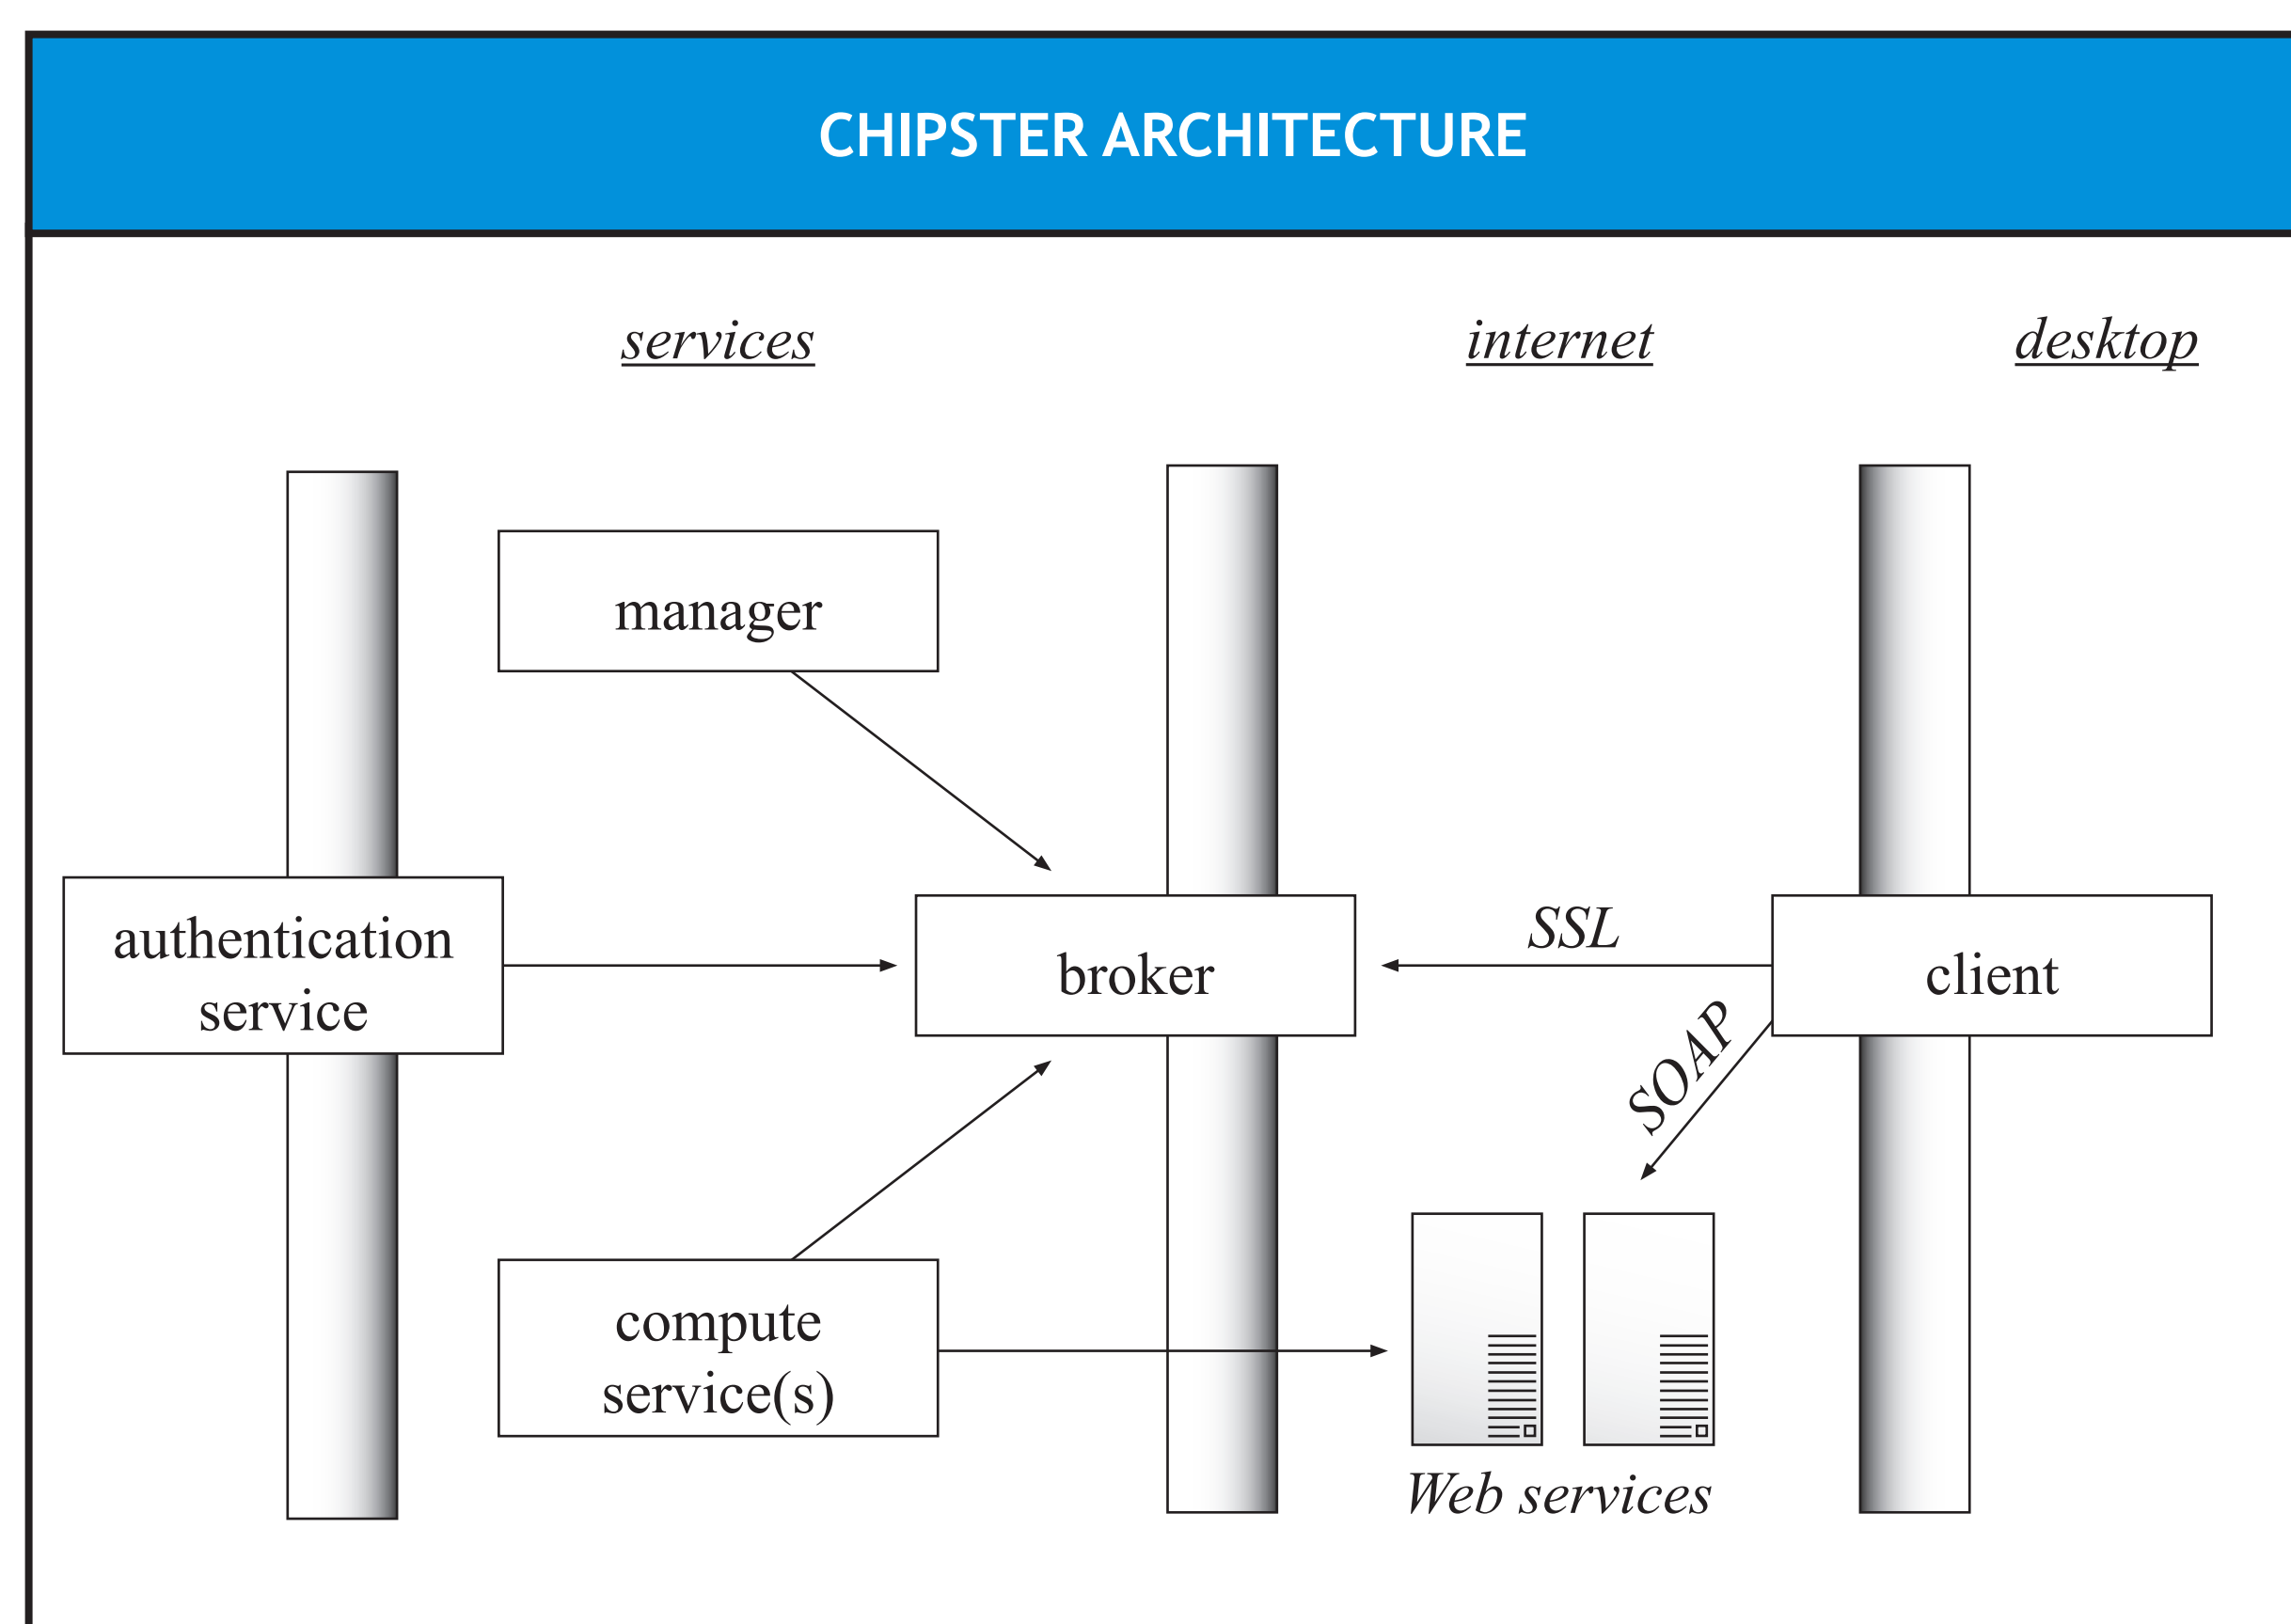 CHIPSTER ARCHITECTURE
services
internet
desktop
manager
authentication
service
broker
SSL
client
SOAP
compute
service(s)
Web services